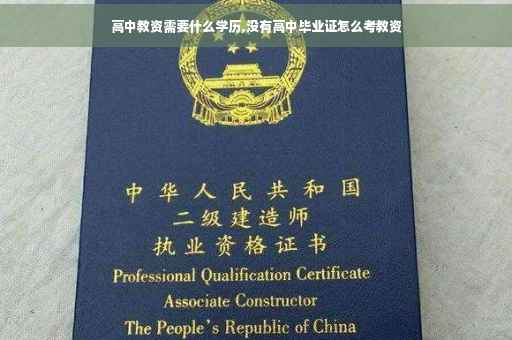 高中教资需要什么学历,没有高中毕业证怎么考教资
中华人民共和国
二级建造师
执业资格证书
Professional Qualification Certificate
Associate Constructor
The People's Republic of China